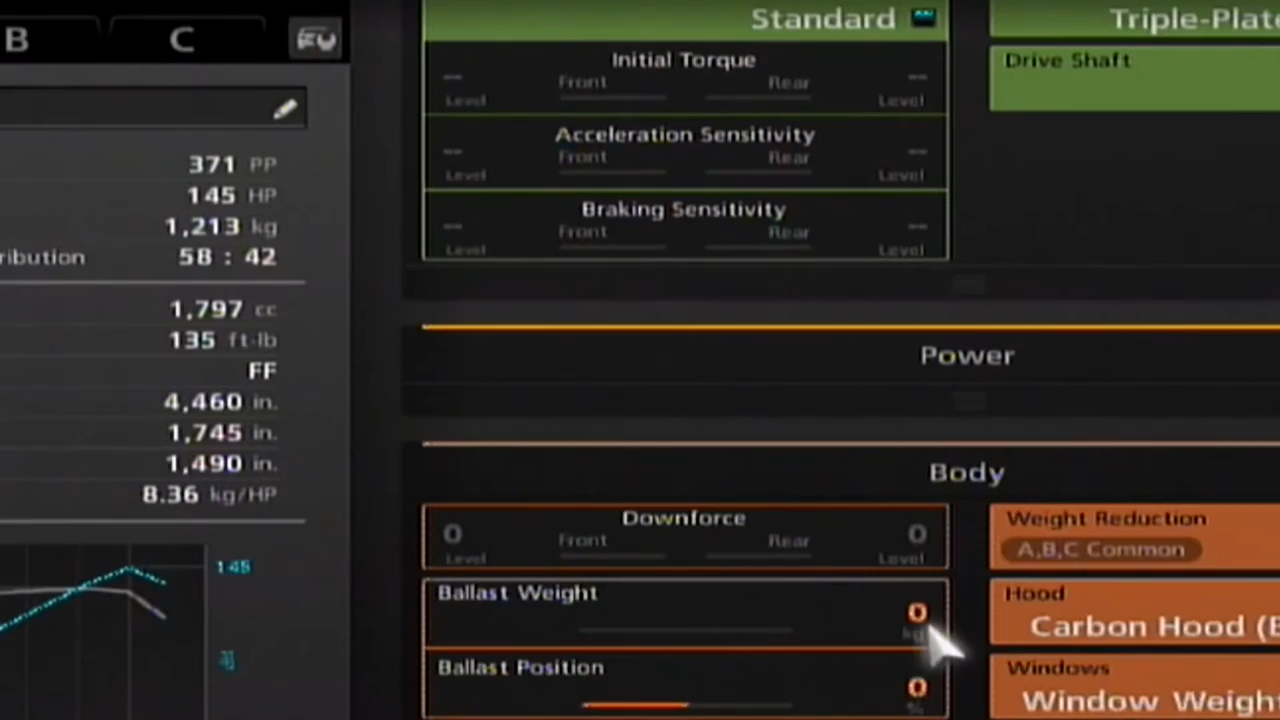 B
C
Standard
Triple-Plate
Initial Torque
--
Front
Rear
--
Level
Level
Drive Shaft
Acceleration Sensitivity
--
Front
Rear
--
Level
Level
Braking Sensitivity
--
Front
Rear
--
Level
Level
371 PP
145 HP
1,213 kg
ribution 58 : 42
1,797 cc
135 ft-lb
FF
4,460 in.
1,745 in.
1,490 in.
8.36 kg/HP
145
Power
Body
Downforce
0
Front
Rear
0
Level
Level
Ballast Weight
0
kg
Ballast Position
0
%
Weight Reduction
A,B,C Common
Hood
Carbon Hood (B
Windows
Window Weight